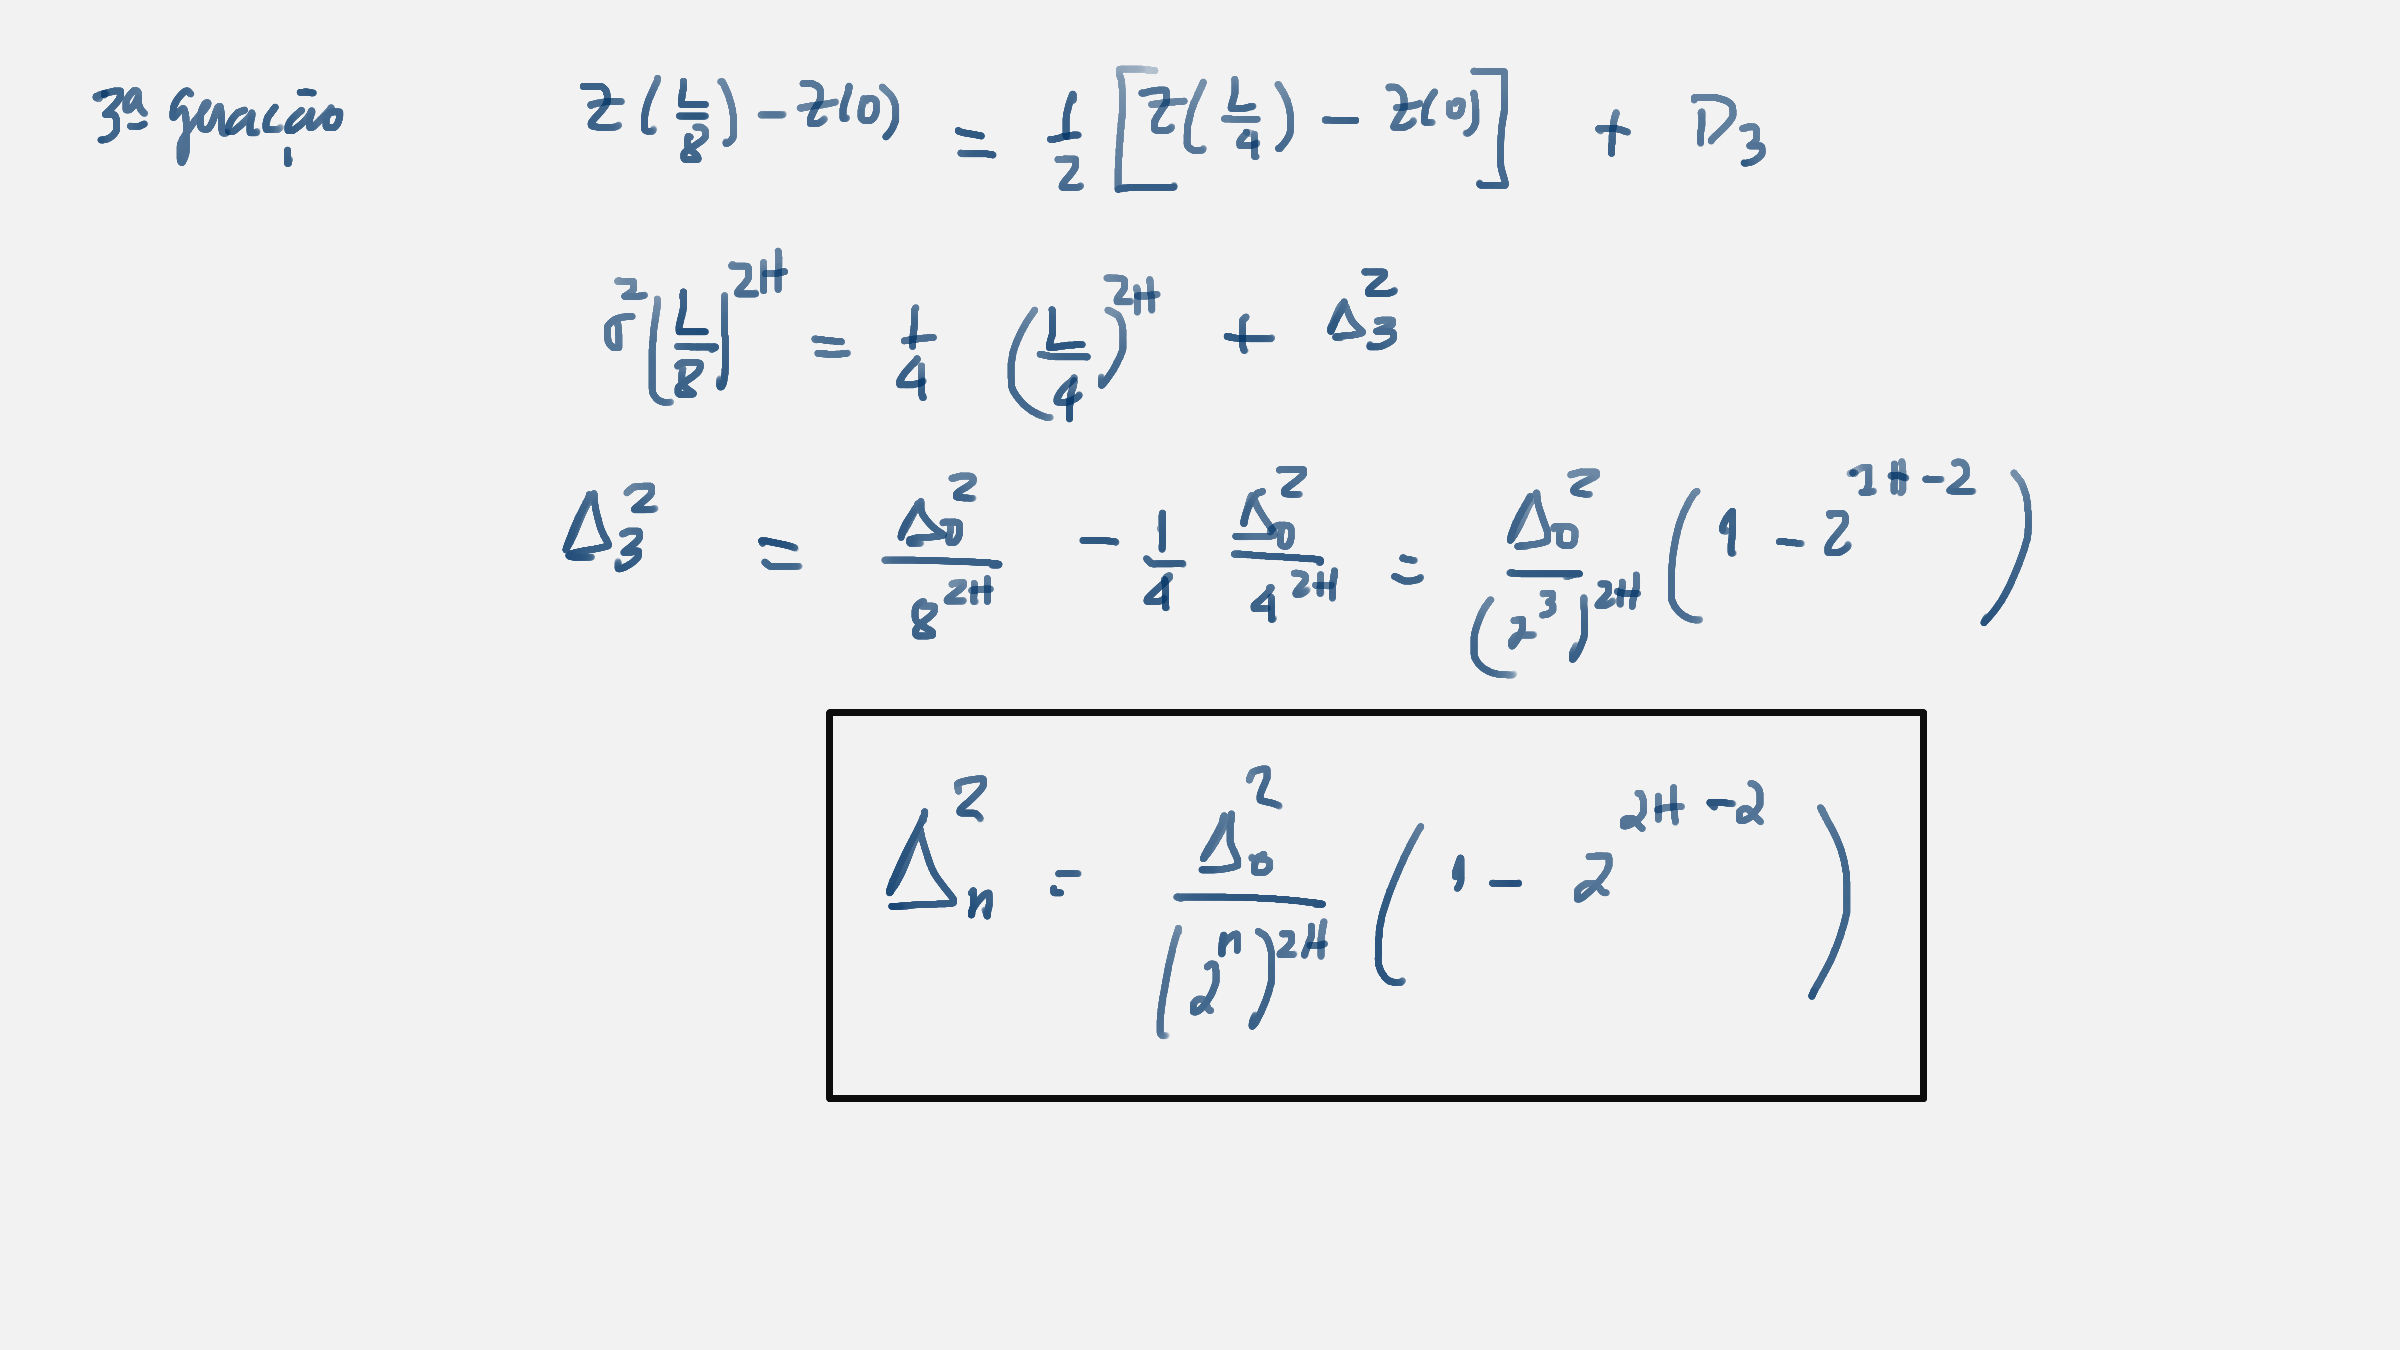 3ª geração Z(L/8) - Z(0) = 1/2 [Z(L/4) - Z(0)] + D₃
σ²(L/8)^2H = 1/4 (L/4)^2H + Δ₃²
Δ₃² = Δ₀²/8^2H - 1/4 Δ₀²/4^2H = Δ₀²/(2³)^2H (1 - 2^2H-2)
Δₙ² = Δ₀²/(2ⁿ)^2H (1 - 2^2H-2)